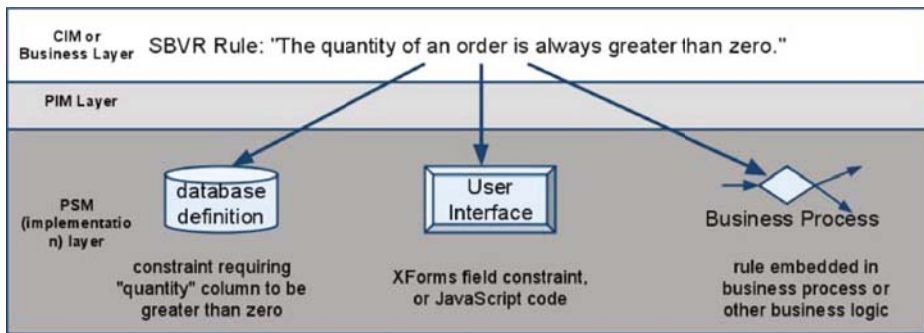 CIM or
Business Layer
SBVR Rule: "The quantity of an order is always greater than zero."
PIM Layer
PSM
(implementatio
n) layer
database
definition
User
Interface
Business Process
constraint requiring
"quantity" column to be
greater than zero
XForms field constraint,
or JavaScript code
rule embedded in
business process or
other business logic